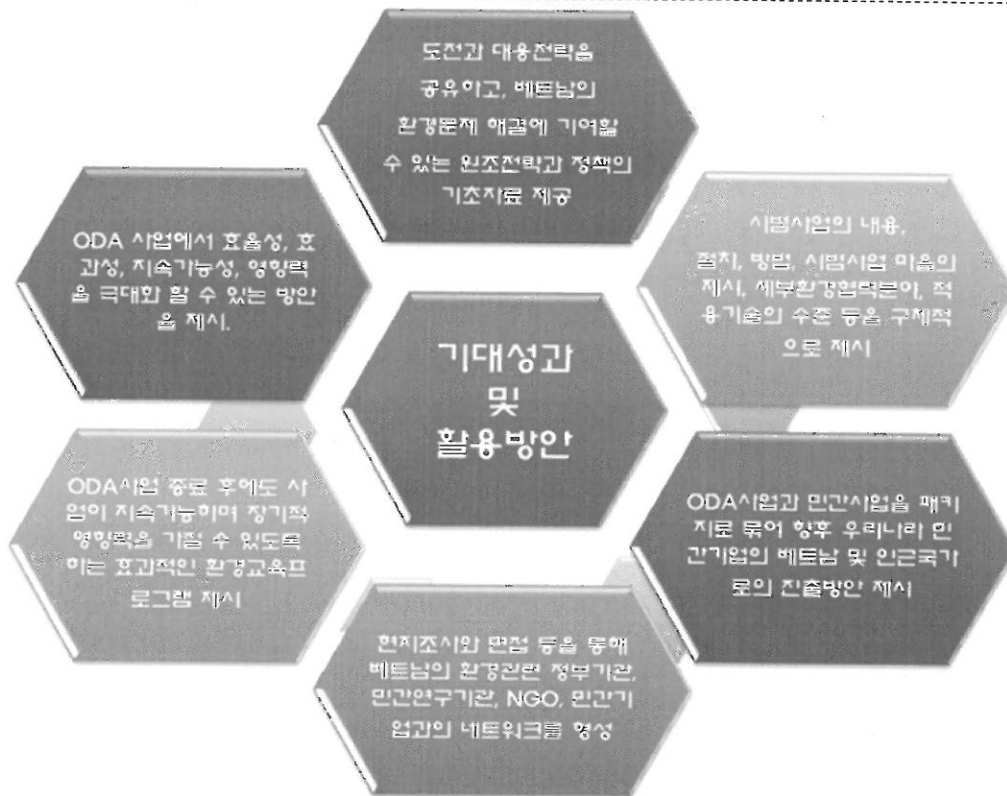 도전과 대응전략을
공유하고, 베트남의
환경문제 해결에 기여할
수 있는 원조전략과 정책의
기초자료 제공
ODA 사업에서 효율성, 효
과성, 지속가능성, 영향력
을 극대화 할 수 있는 방안
을 제시.
시범사업의 내용,
절차, 방법, 시범사업 마을의
제시, 세부환경협력분야, 적
용기술의 수준 등을 구체적
으로 제시
기대성과
및
활용방안
ODA사업 종료 후에도 사
업이 지속가능하며 장기적
영향력을 가질 수 있도록
하는 효과적인 환경교육프
로그램 제시
ODA사업과 민간사업을 패키
지로 묶어 향후 우리나라 민
간기업의 베트남 및 인근국가
로의 진출방안 제시
현지조사와 면접 등을 통해
베트남의 환경관련 정부기관,
민간연구기관, NGO, 민간기
업과의 네트워크를 형성